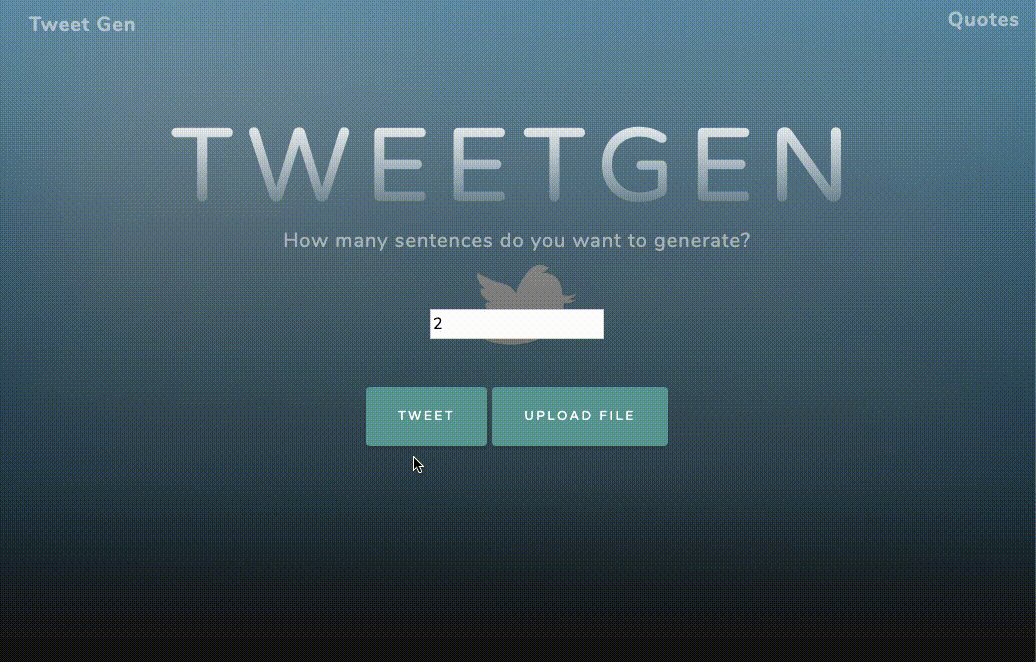 Tweet Gen
Quotes
TWEETGEN
How many sentences do you want to generate?
2
TWEET
UPLOAD FILE